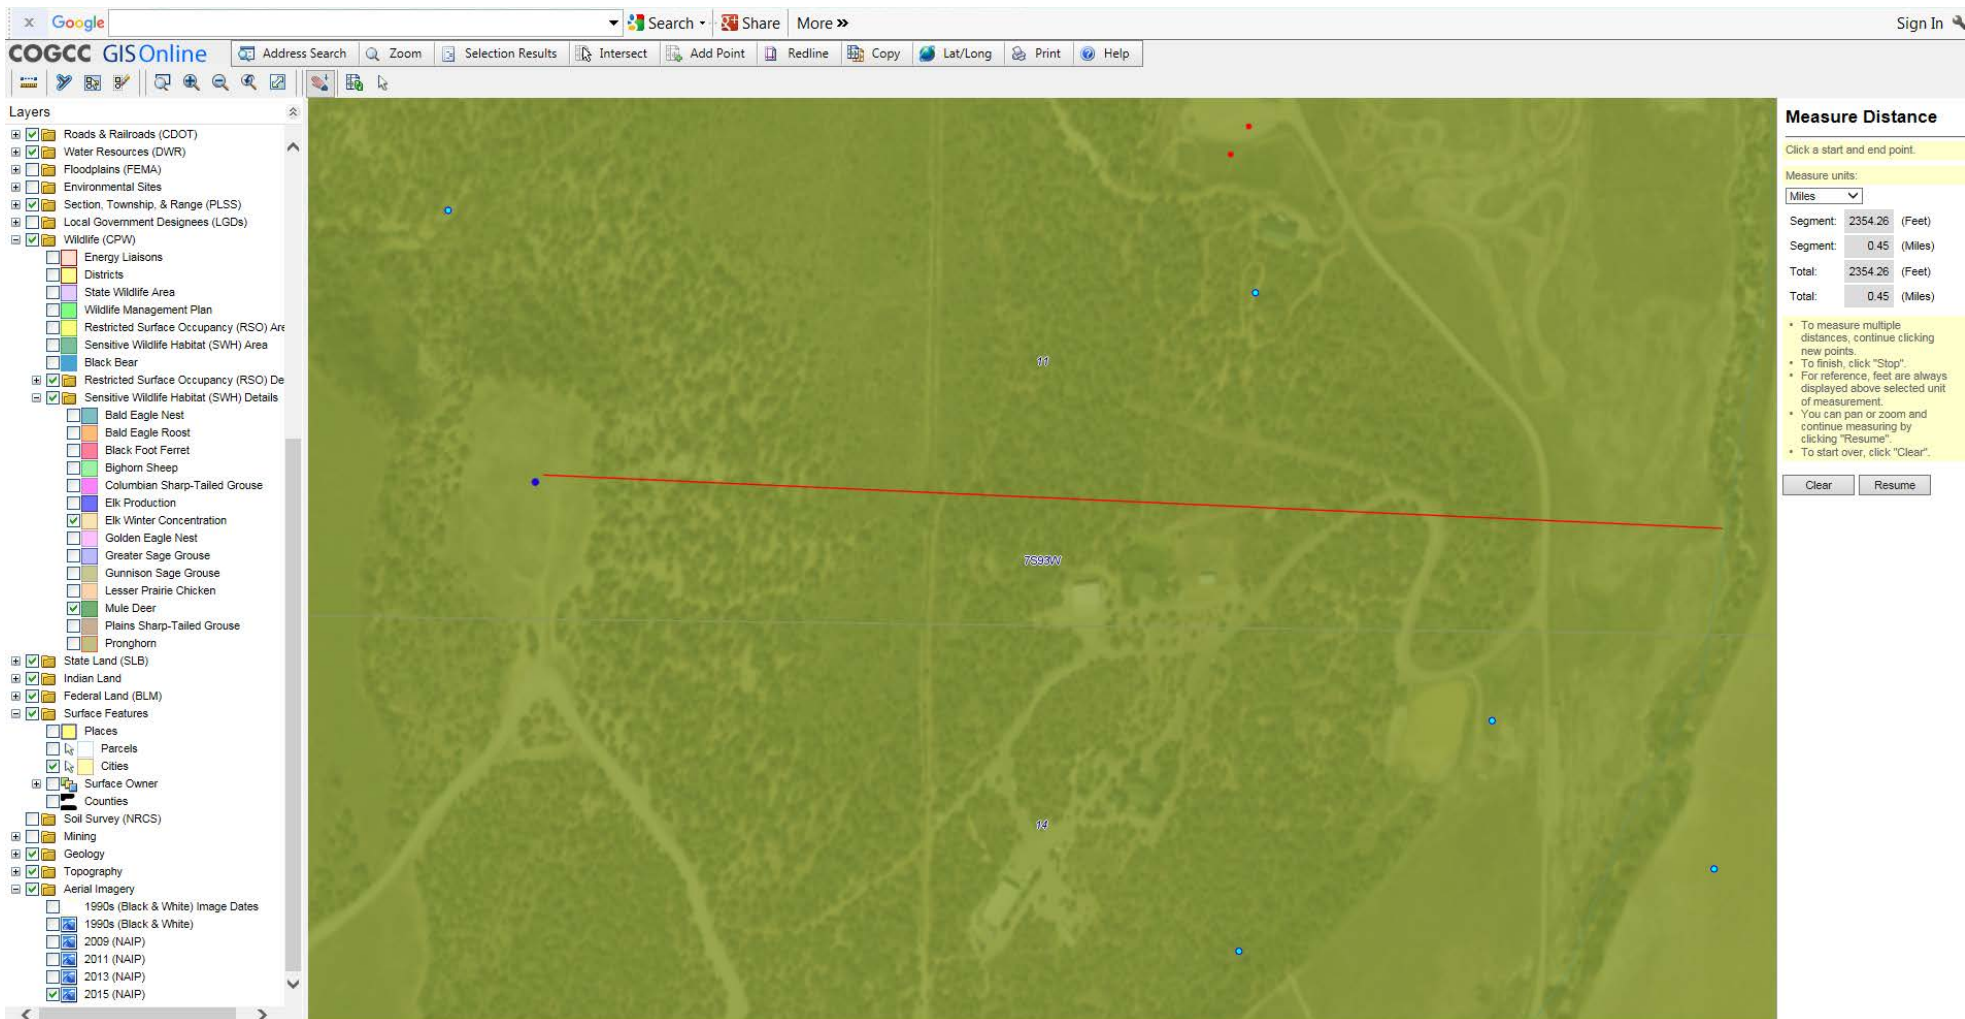 x Google Search Share More » Sign In
COGCC GISOnline Address Search Zoom Selection Results Intersect Add Point Redline Copy Lat/Long Print Help
Layers
Roads & Railroads (CDOT)
Water Resources (DWR)
Floodplains (FEMA)
Environmental Sites
Section, Township, & Range (PLSS)
Local Government Designees (LGDs)
Wildlife (CPW)
Energy Liaisons
Districts
State Wildlife Area
Wildlife Management Plan
Restricted Surface Occupancy (RSO) Are
Sensitive Wildlife Habitat (SWH) Area
Black Bear
Restricted Surface Occupancy (RSO) De
Sensitive Wildlife Habitat (SWH) Details
Bald Eagle Nest
Bald Eagle Roost
Black Foot Ferret
Bighorn Sheep
Columbian Sharp-Tailed Grouse
Elk Production
Elk Winter Concentration
Golden Eagle Nest
Greater Sage Grouse
Gunnison Sage Grouse
Lesser Prairie Chicken
Mule Deer
Plains Sharp-Tailed Grouse
Pronghorn
State Land (SLB)
Indian Land
Federal Land (BLM)
Surface Features
Places
Parcels
Cities
Surface Owner
Counties
Soil Survey (NRCS)
Mining
Geology
Topography
Aerial Imagery
1990s (Black & White) Image Dates
1990s (Black & White)
2009 (NAIP)
2011 (NAIP)
2013 (NAIP)
2015 (NAIP)
11
7S93W
14
Measure Distance
Click a start and end point.
Measure units:
Miles
Segment: 2354.26 (Feet)
Segment: 0.45 (Miles)
Total: 2354.26 (Feet)
Total: 0.45 (Miles)
• To measure multiple
distances, continue clicking
new points.
• To finish, click "Stop".
• For reference, feet are always
displayed above selected unit
of measurement.
• You can pan or zoom and
continue measuring by
clicking "Resume".
• To start over, click "Clear".
Clear Resume